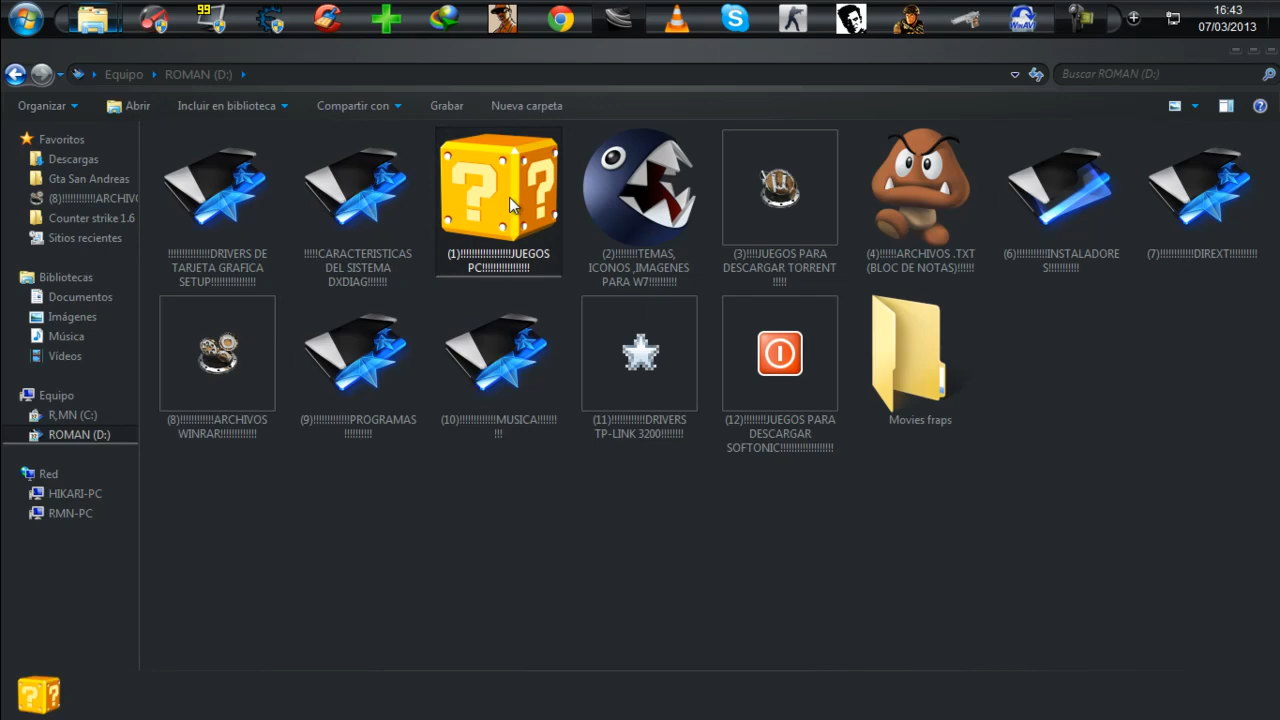 99
16:43
07/03/2013
Equipo ROMAN (D:)
Buscar ROMAN (D:)
Organizar Abrir Incluir en biblioteca Compartir con Grabar Nueva carpeta
Favoritos
Descargas
Gta San Andreas
(8)!!!!!!!!!!!!ARCHIVO
Counter strike 1.6
Sitios recientes
Bibliotecas
Documentos
Imágenes
Música
Vídeos
Equipo
R,MN (C:)
ROMAN (D:)
Red
HIKARI-PC
RMN-PC
!!!!!!!!!!!!!!!DRIVERS DE
TARJETA GRAFICA
SETUP!!!!!!!!!!!!!!!!
!!!!!CARACTERISTICAS
DEL SISTEMA
DXDIAG!!!!!!!
(1)!!!!!!!!!!!!!!!!!!JUEGOS
PC!!!!!!!!!!!!!!!!!
(2)!!!!!!!!!TEMAS,
ICONOS ,IMAGENES
PARA W7!!!!!!!!!!
(3)!!!!JUEGOS PARA
DESCARGAR TORRENT
!!!!!
(4)!!!!!!ARCHIVOS .TXT
(BLOC DE NOTAS)!!!!!!
(6)!!!!!!!!!!!INSTALADORE
S!!!!!!!!!!!
(7)!!!!!!!!!!!!DIREXT!!!!!!!!!
(8)!!!!!!!!!!!!ARCHIVOS
WINRAR!!!!!!!!!!!!!
(9)!!!!!!!!!!!!!PROGRAMAS
!!!!!!!!!!
(10)!!!!!!!!!!!!!MUSICA!!!!!!!!
!!!
(11)!!!!!!!!!!!!DRIVERS
TP-LINK 3200!!!!!!!!
(12)!!!!!!!!JUEGOS PARA
DESCARGAR
SOFTONIC!!!!!!!!!!!!!!!!!!!
Movies fraps